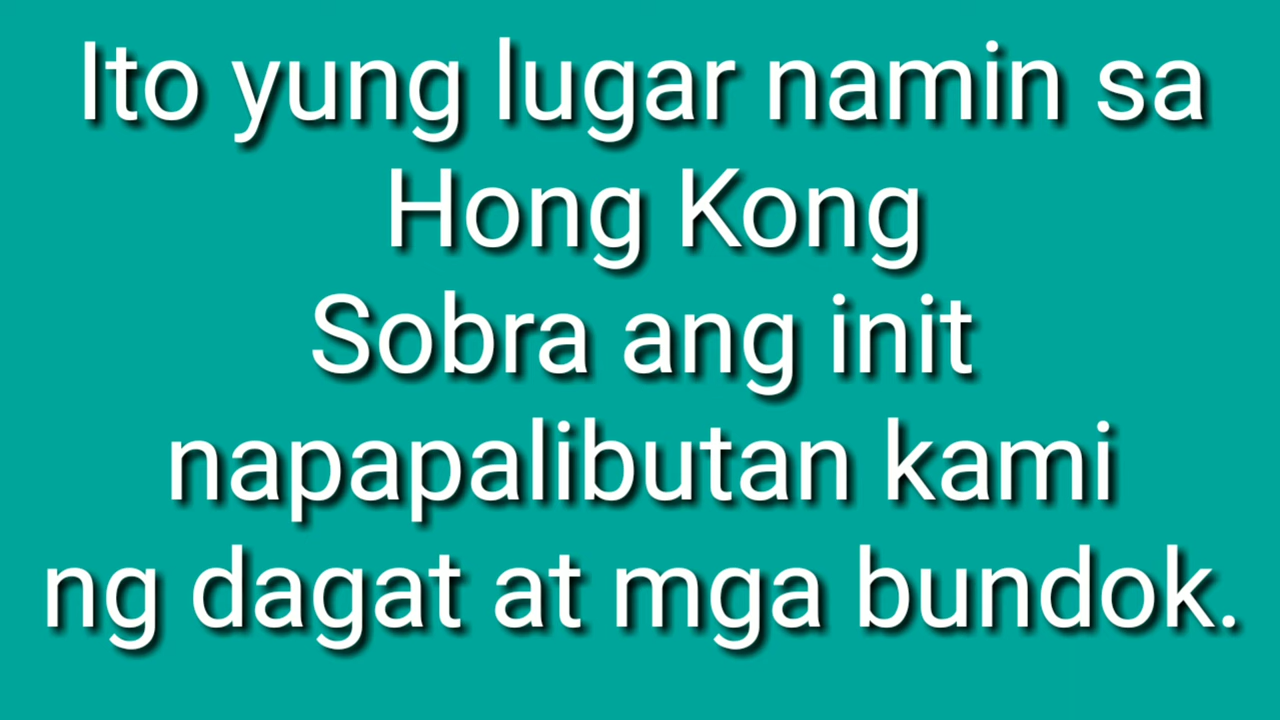 Ito yung lugar namin sa
Hong Kong
Sobra ang init
napapalibutan kami
ng dagat at mga bundok.